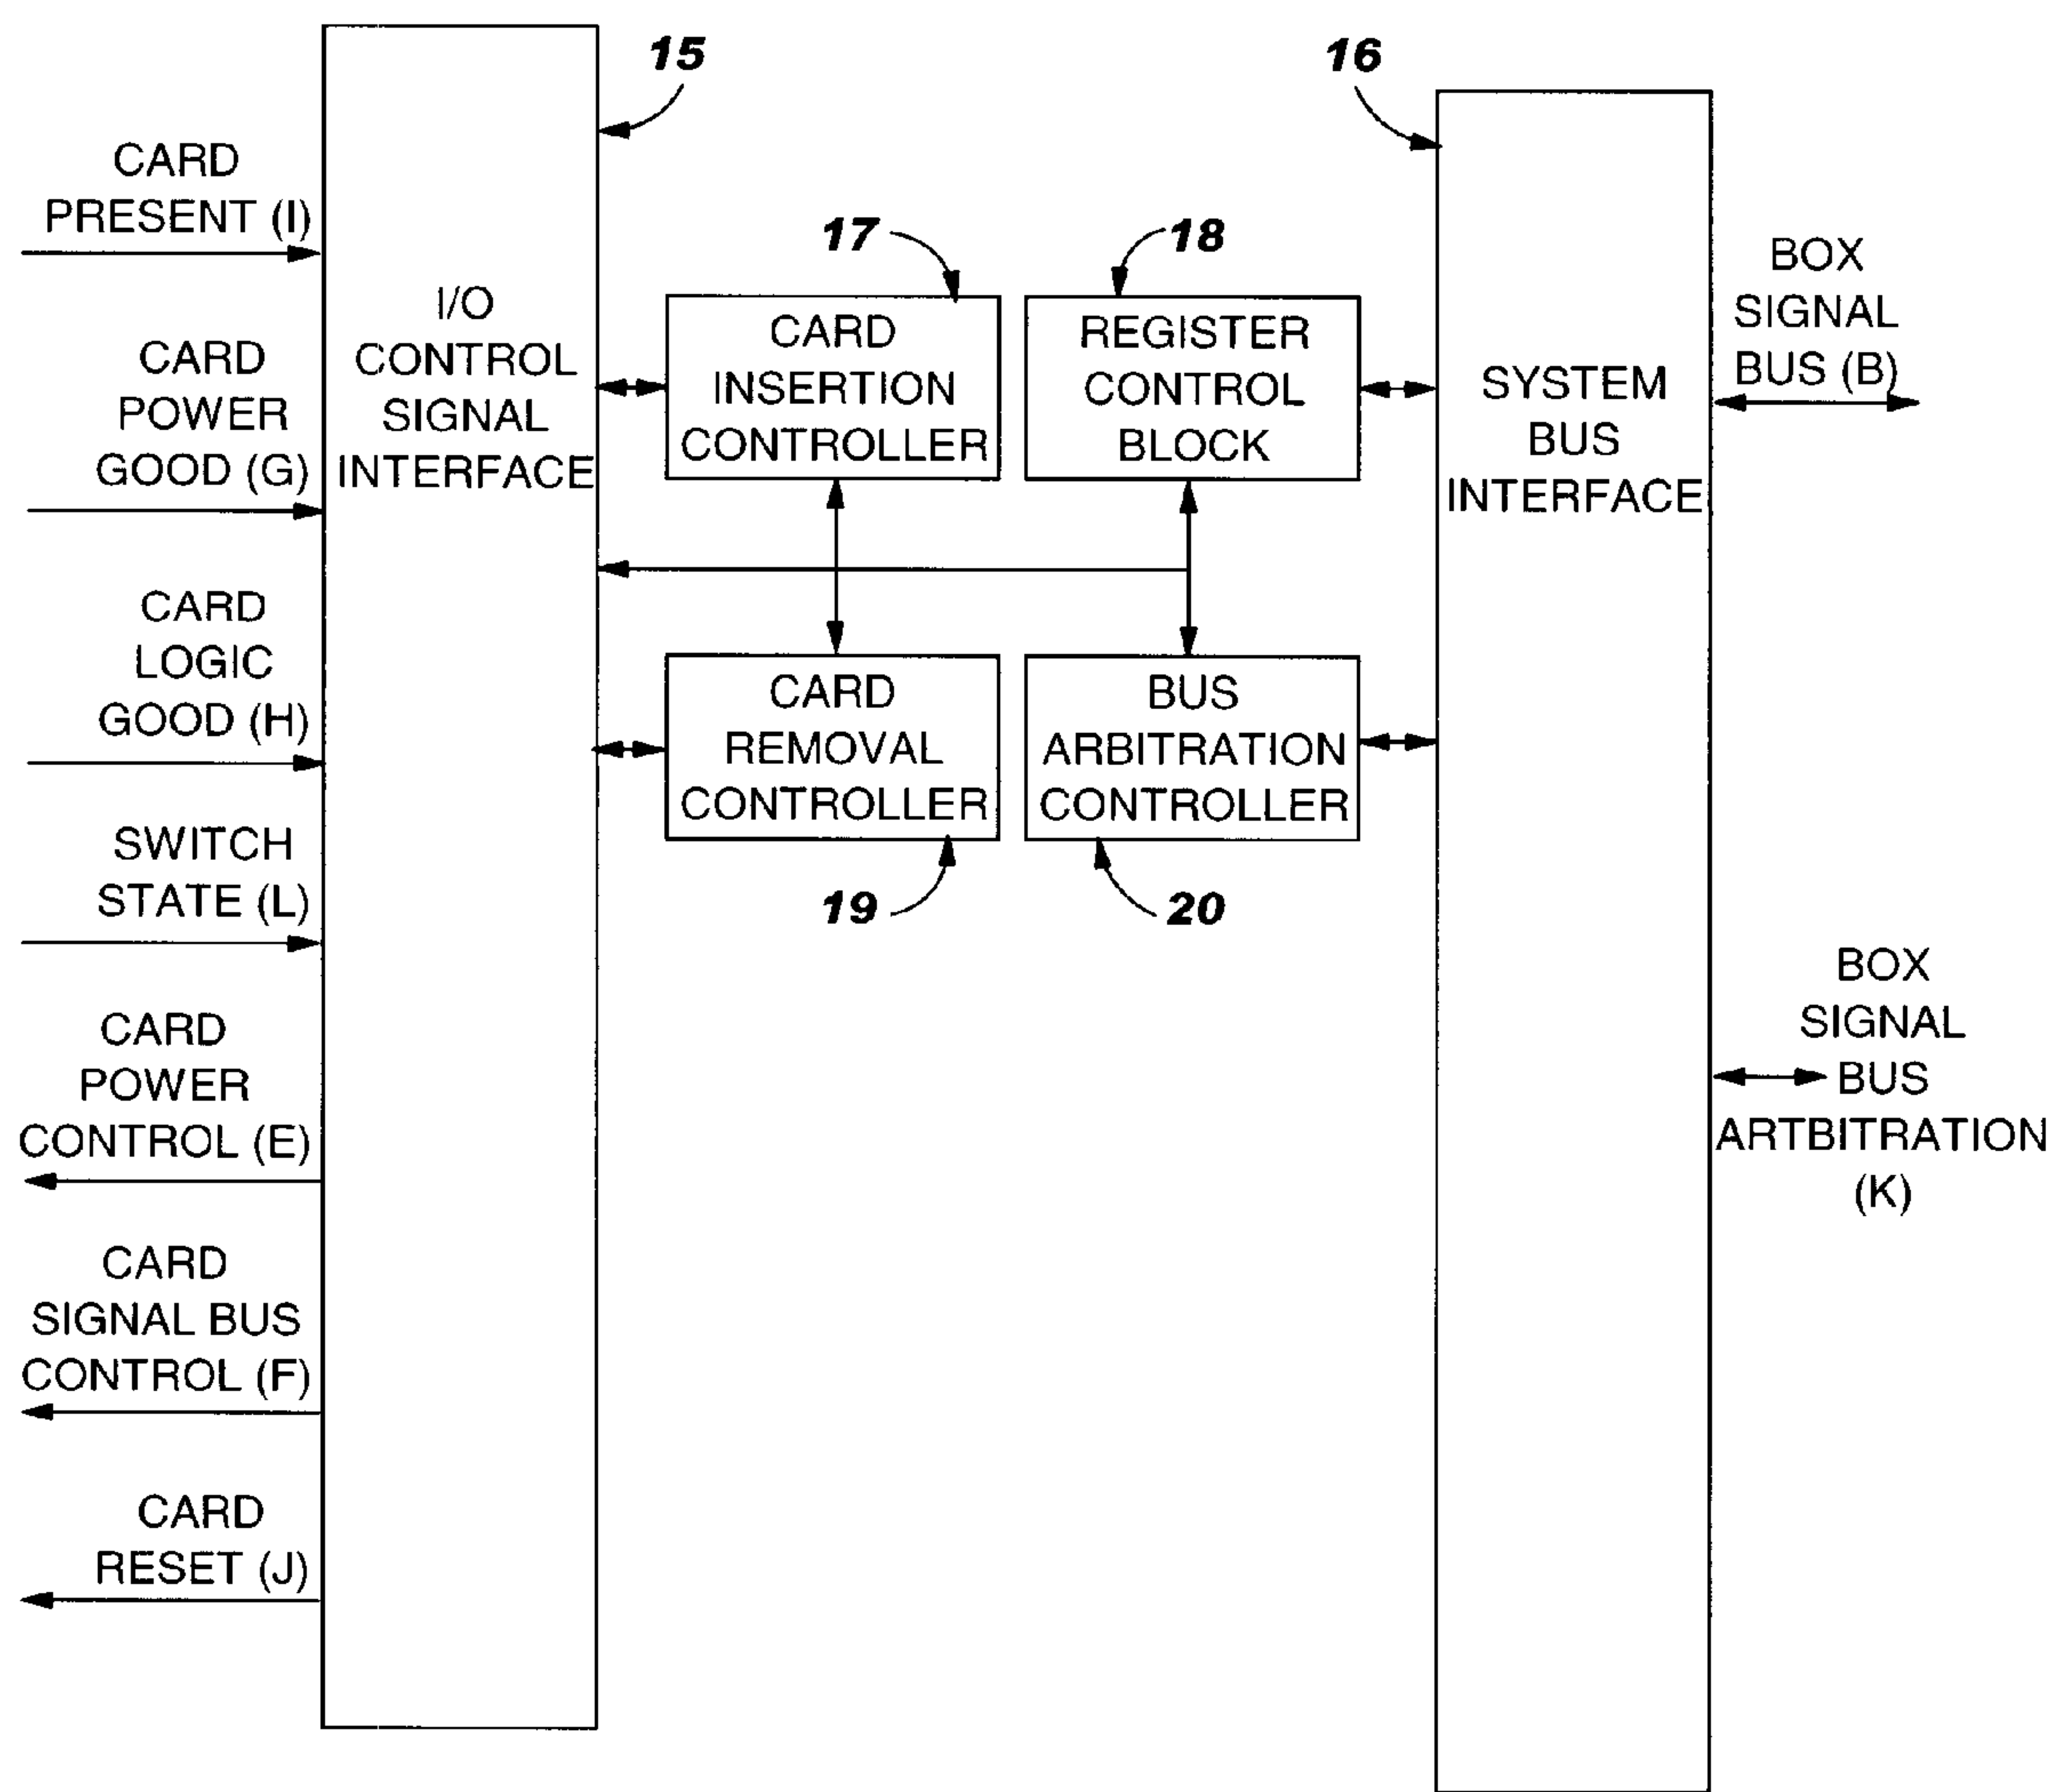 15
16
CARD
PRESENT (I)
CARD
POWER
GOOD (G)
CARD
LOGIC
GOOD (H)
SWITCH
STATE (L)
CARD
POWER
CONTROL (E)
CARD
SIGNAL BUS
CONTROL (F)
CARD
RESET (J)
I/O
CONTROL
SIGNAL
INTERFACE
17
18
CARD
INSERTION
CONTROLLER
REGISTER
CONTROL
BLOCK
CARD
REMOVAL
CONTROLLER
BUS
ARBITRATION
CONTROLLER
19
20
SYSTEM
BUS
INTERFACE
BOX
SIGNAL
BUS (B)
BOX
SIGNAL
BUS
ARTBITRATION
(K)